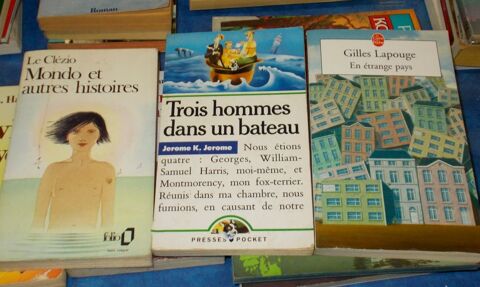 Roman
Le Clézio
Mondo et
autres histoires
folio
Trois hommes
dans un bateau
Jerome K. Jerome
Nous étions
quatre : Georges, William-
Samuel Harris, moi-même, et
Montmorency, mon fox-terrier.
Réunis dans ma chambre, nous
fumions, en causant de notre
PRESSES POCKET
Gilles Lapouge
En étrange pays